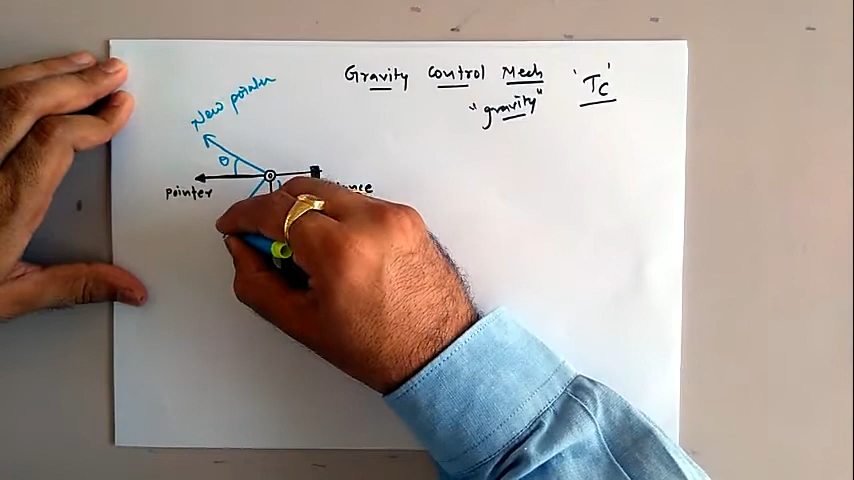 Gravity Control Mech 'Tc'
"gravity"
New pointer
θ
pointer